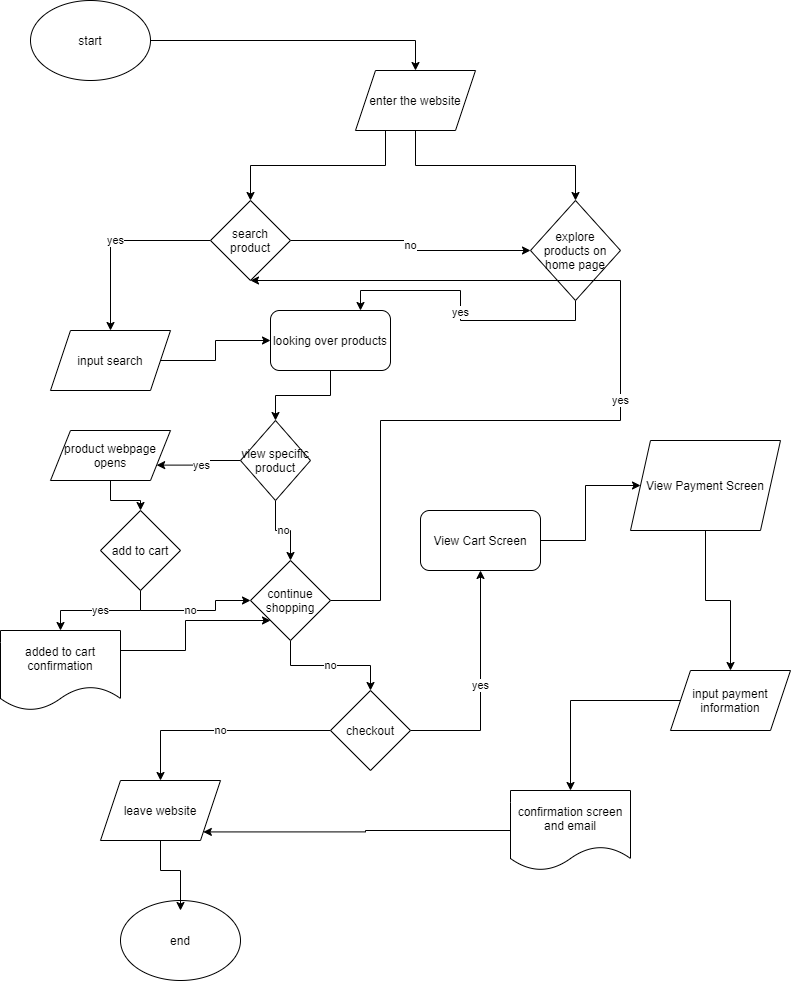 start
enter the website
search
product
explore
products on
home page
yes
no
yes
looking over products
input search
yes
product webpage
opens
yes
view specific
product
View Payment Screen
no
View Cart Screen
add to cart
continue
shopping
yes
no
added to cart
confirmation
no
yes
input payment
information
no
checkout
leave website
confirmation screen
and email
end